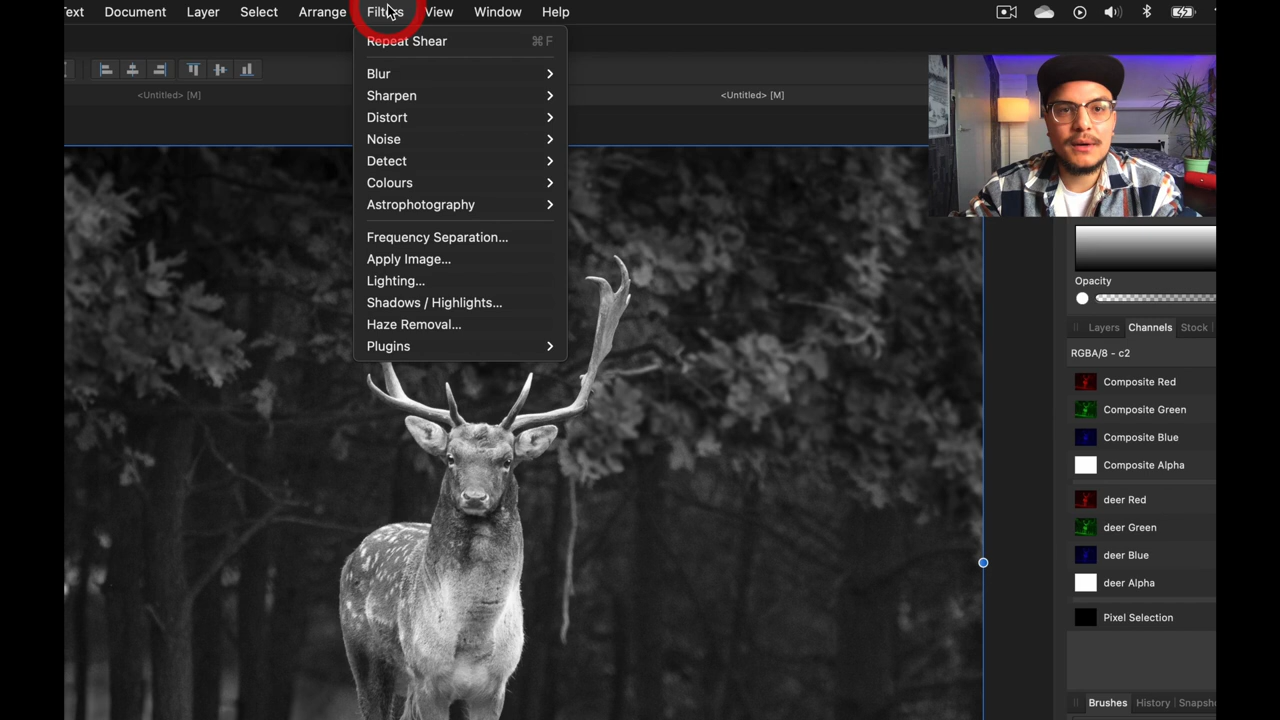 Text Document Layer Select Arrange Filters View Window Help
Repeat Shear ⌘F
<Untitled> [M] <Untitled> [M]
Blur
Sharpen
Distort
Noise
Detect
Colours
Astrophotography
Frequency Separation...
Apply Image...
Lighting...
Shadows / Highlights...
Haze Removal...
Plugins
Opacity
Layers Channels Stock
RGBA/8 - c2
Composite Red
Composite Green
Composite Blue
Composite Alpha
deer Red
deer Green
deer Blue
deer Alpha
Pixel Selection
Brushes History Snapsho